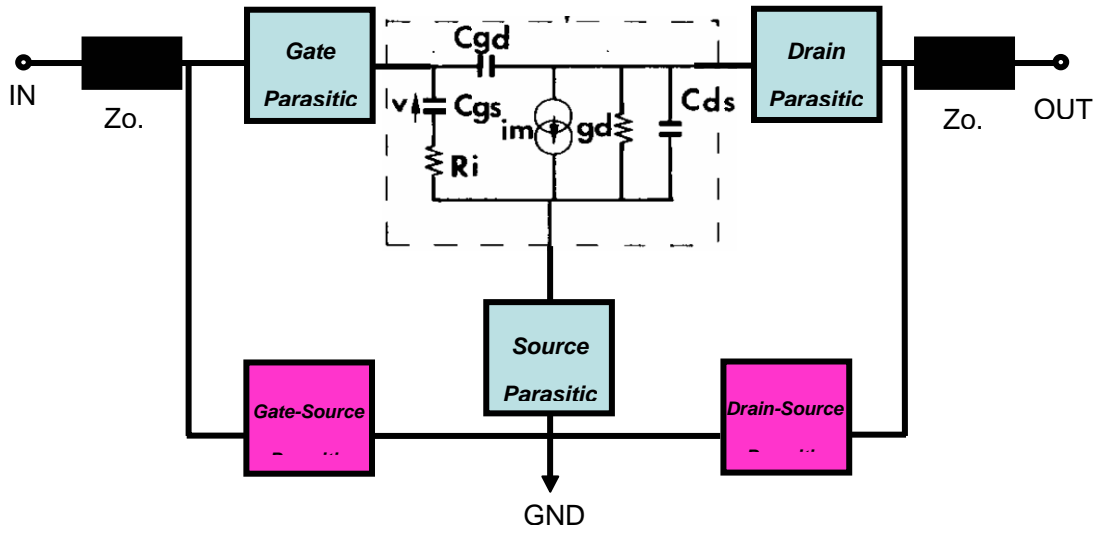 IN
Zo.
Gate
Parasitic
Cgd
v
Cgs
Ri
im
gd
Cds
Drain
Parasitic
Zo.
OUT
Source
Parasitic
Gate-Source
Drain-Source
GND